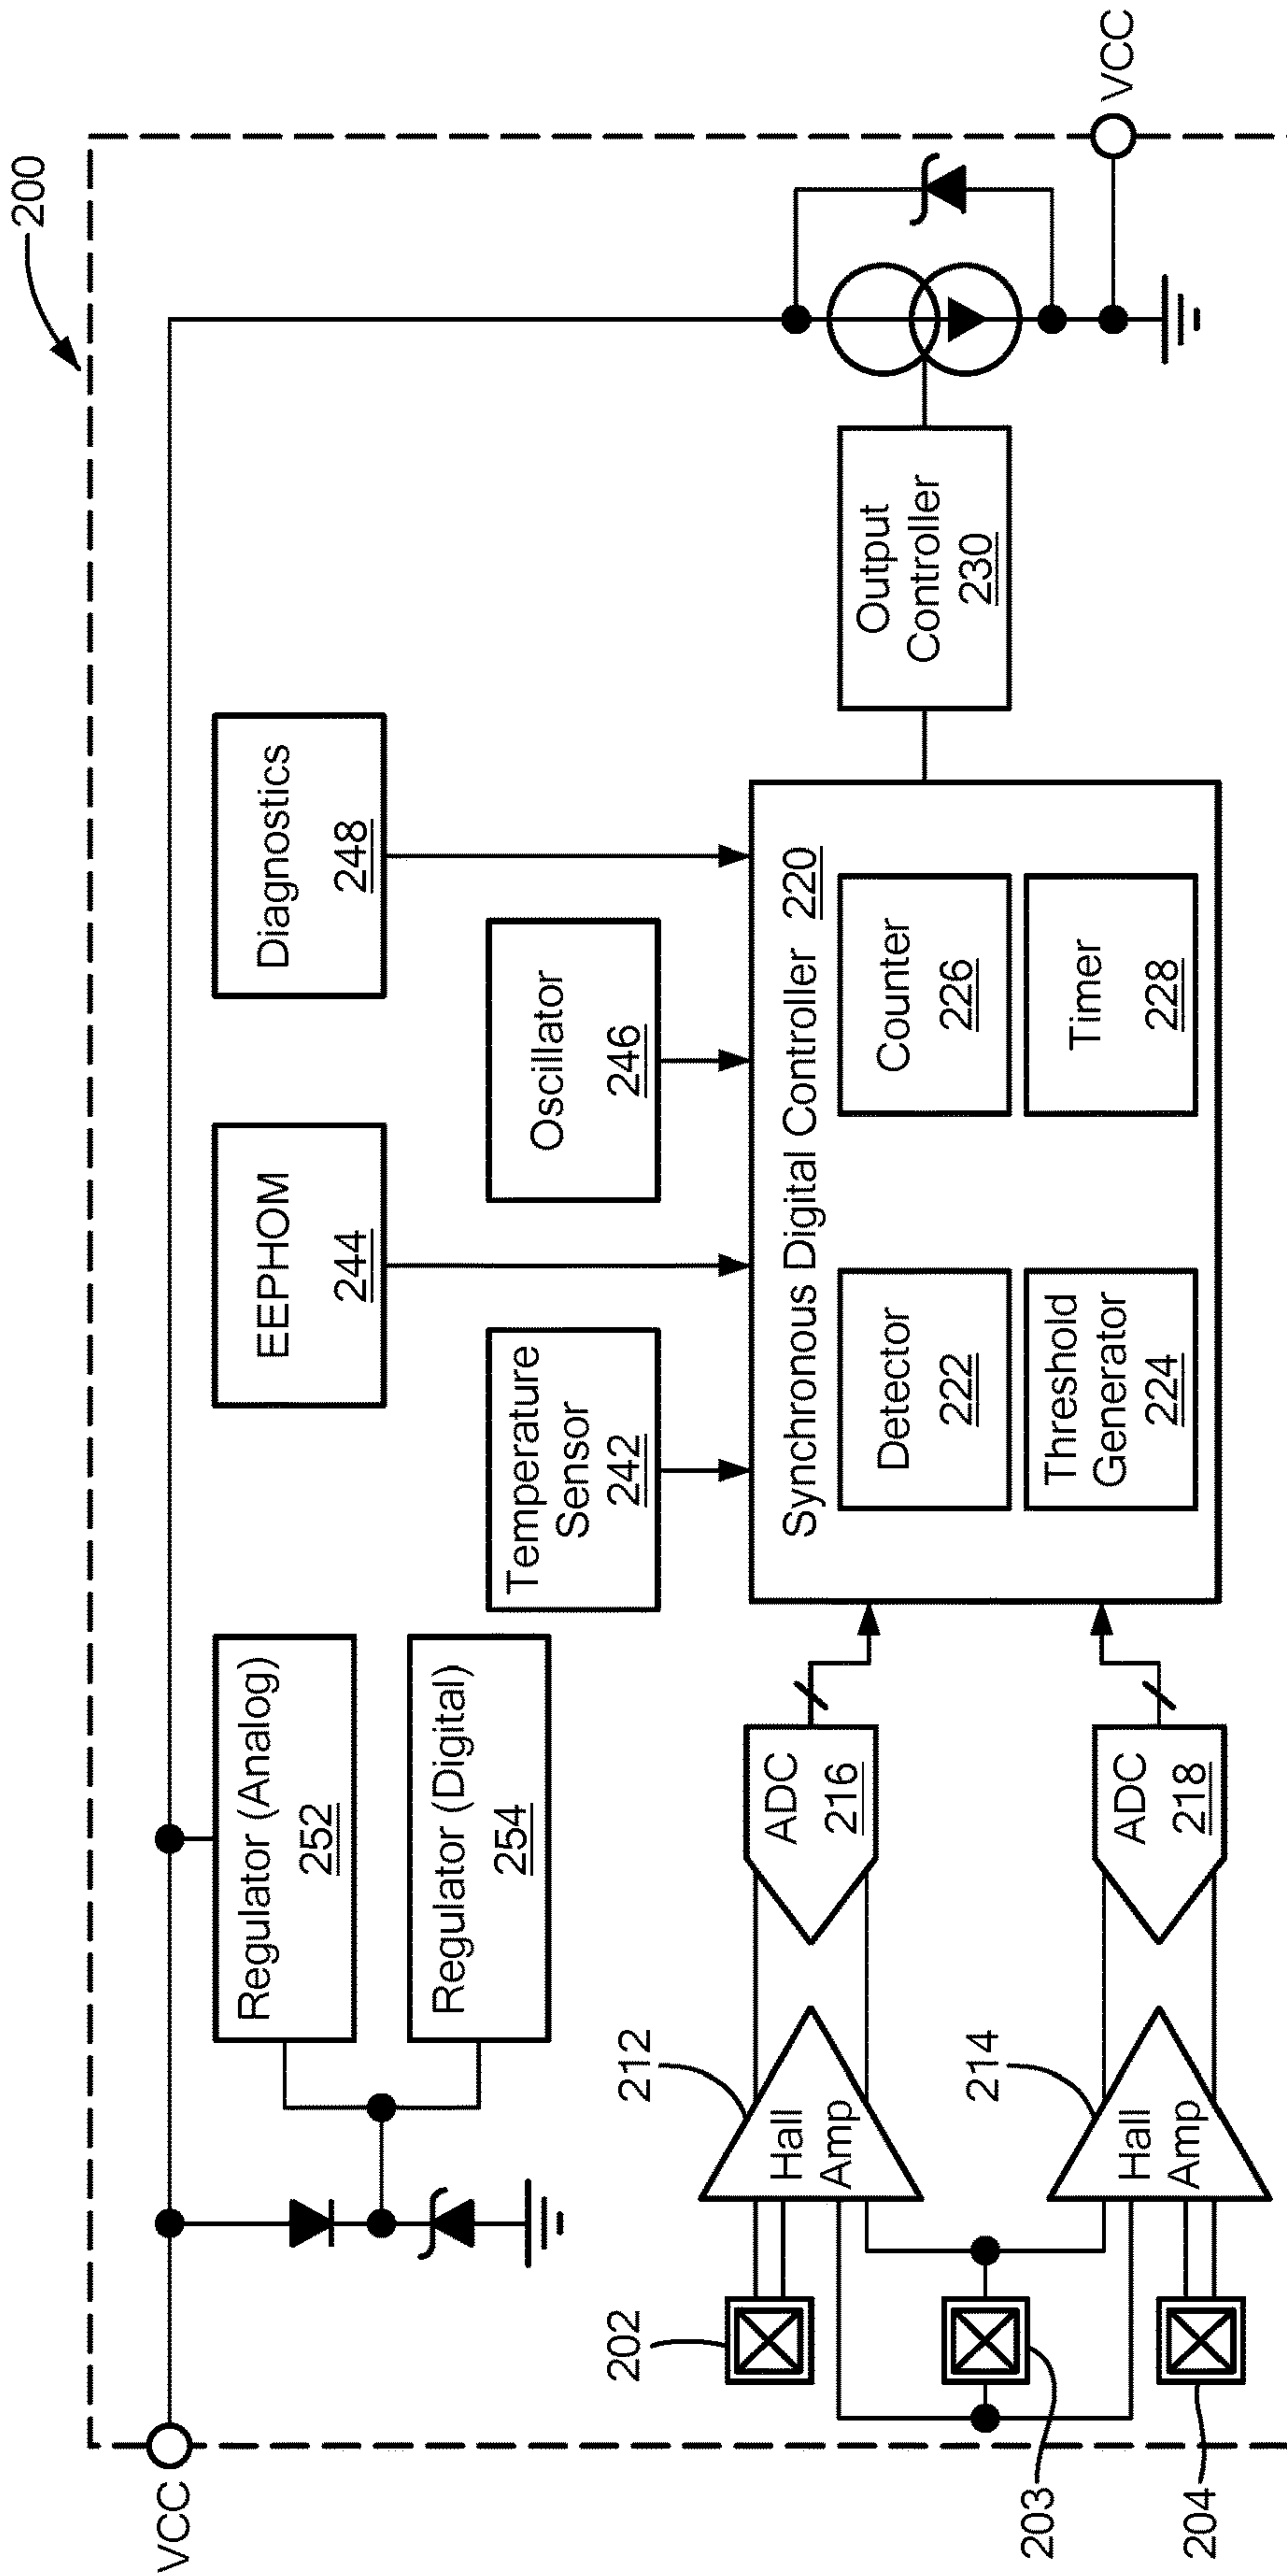 200
VCC
Regulator (Analog)
252
Regulator (Digital)
254
EEPHOM
244
Diagnostics
248
Temperature
Sensor
242
Oscillator
246
202
203
204
212
Hall
Amp
214
Hall
Amp
ADC
216
ADC
218
Synchronous Digital Controller 220
Detector
222
Counter
226
Threshold
Generator
224
Timer
228
Output
Controller
230
VCC